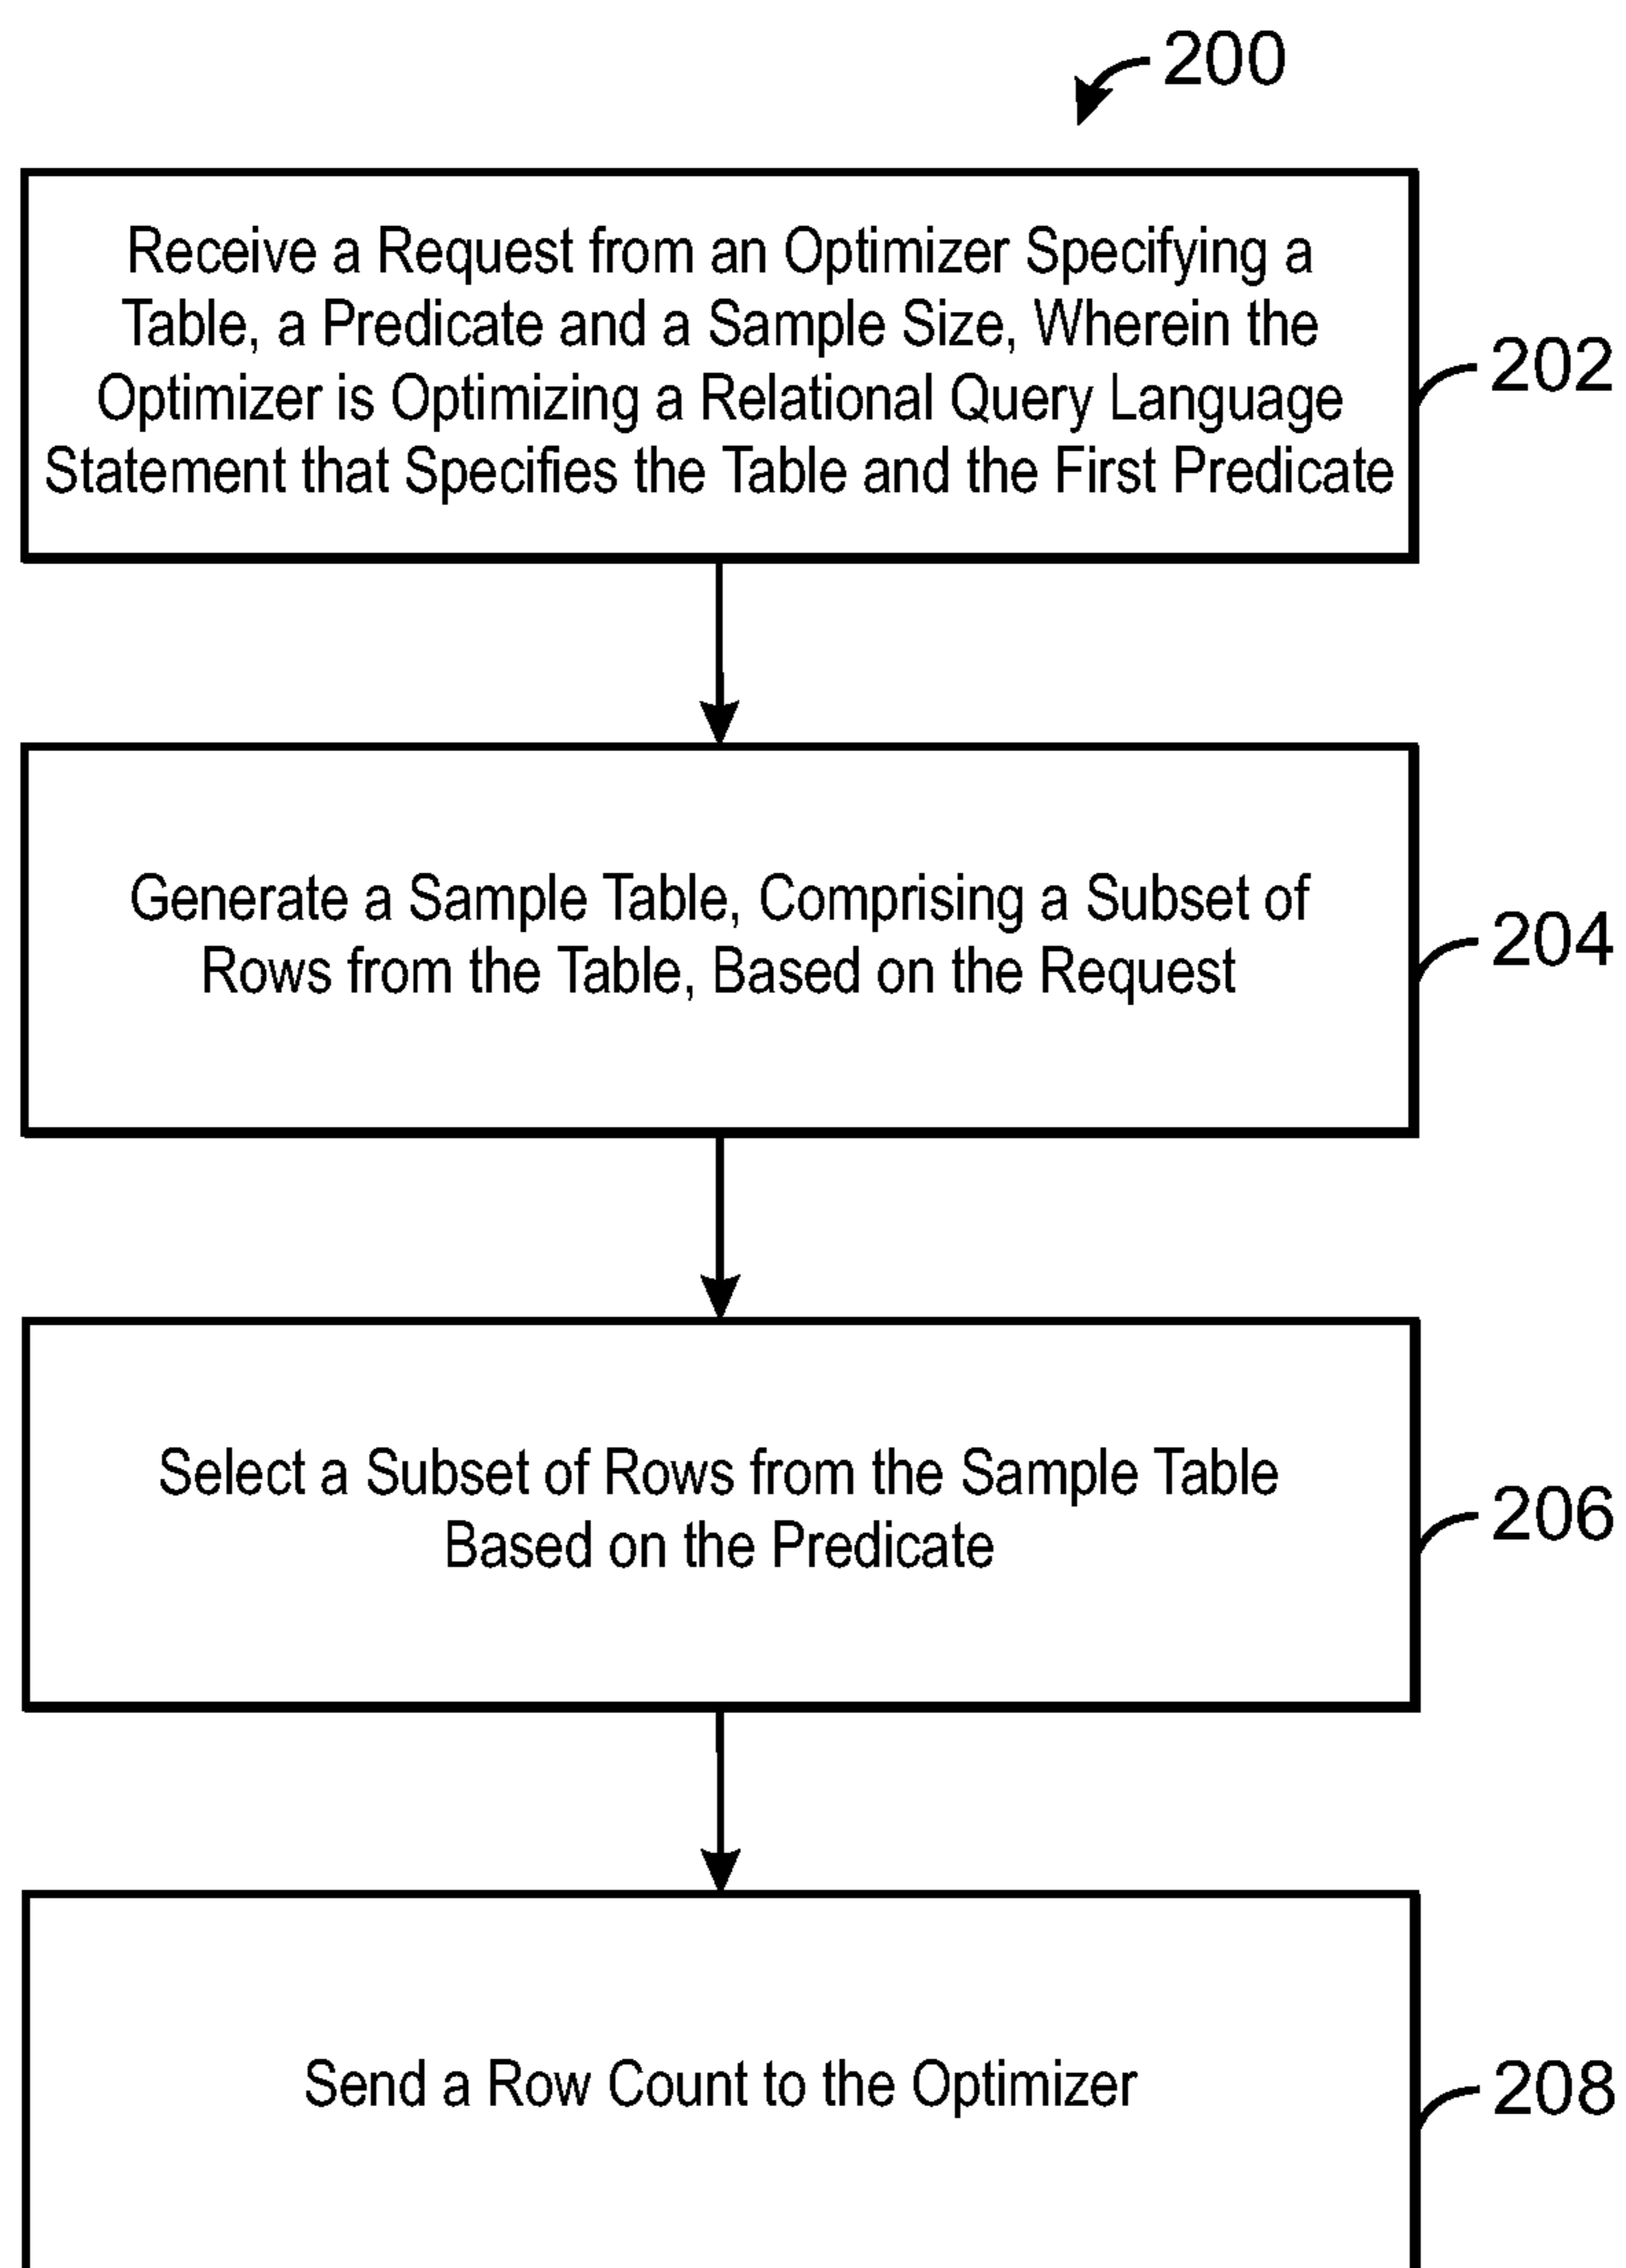 200
Receive a Request from an Optimizer Specifying a
Table, a Predicate and a Sample Size, Wherein the
Optimizer is Optimizing a Relational Query Language
Statement that Specifies the Table and the First Predicate
202
Generate a Sample Table, Comprising a Subset of
Rows from the Table, Based on the Request
204
Select a Subset of Rows from the Sample Table
Based on the Predicate
206
Send a Row Count to the Optimizer
208